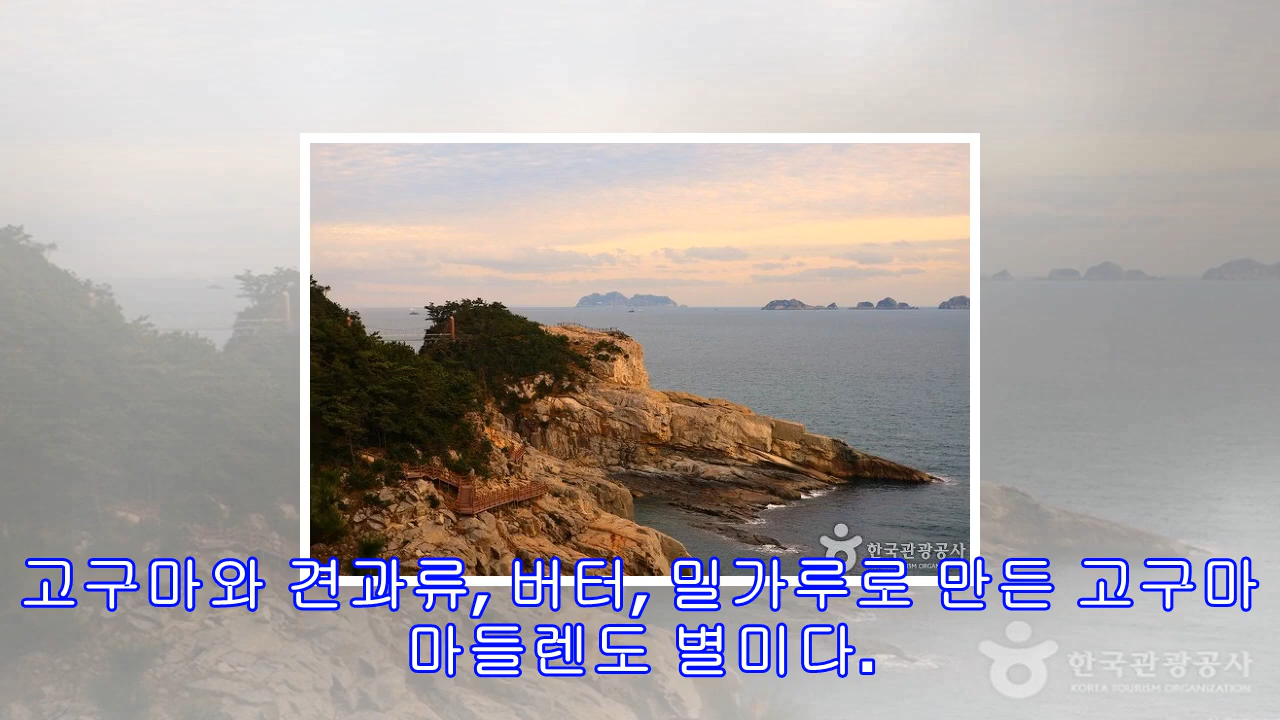 한국관광공사
고구마와 견과류, 버터, 밀가루로 만든 고구마
마들렌도 별미다.
한국관광공사
KOREA TOURISM ORGANIZATION